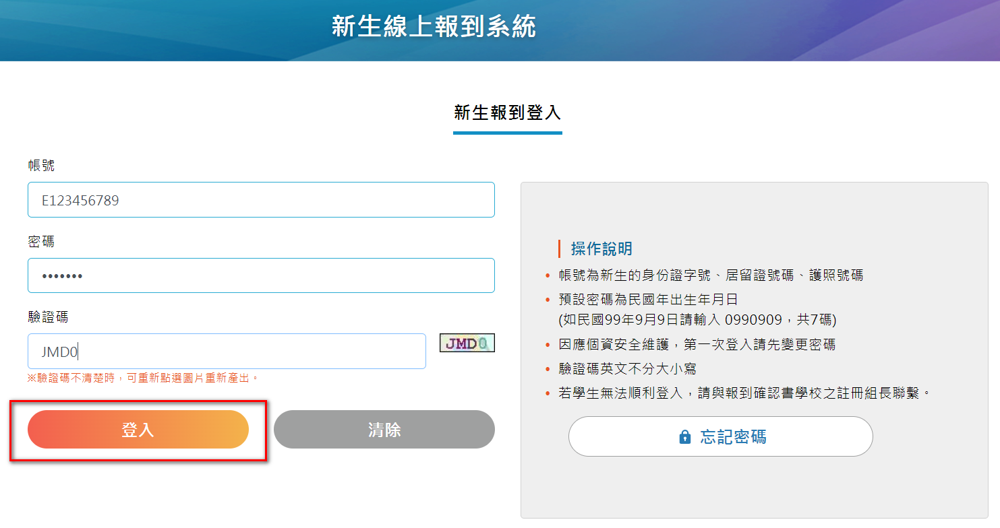 新生線上報到系統
新生報到登入
帳號
E123456789
密碼
•••••••
驗證碼
JMD0
JMD0
※驗證碼不清楚時，可重新點選圖片重新產出。
登入
清除
操作說明
• 帳號為新生的身份證字號、居留證號碼、護照號碼
• 預設密碼為民國年出生年月日
(如民國99年9月9日請輸入 0990909，共7碼)
• 因應個資安全維護，第一次登入請先變更密碼
• 驗證碼英文不分大小寫
• 若學生無法順利登入，請與報到確認書學校之註冊組長聯繫。
忘記密碼